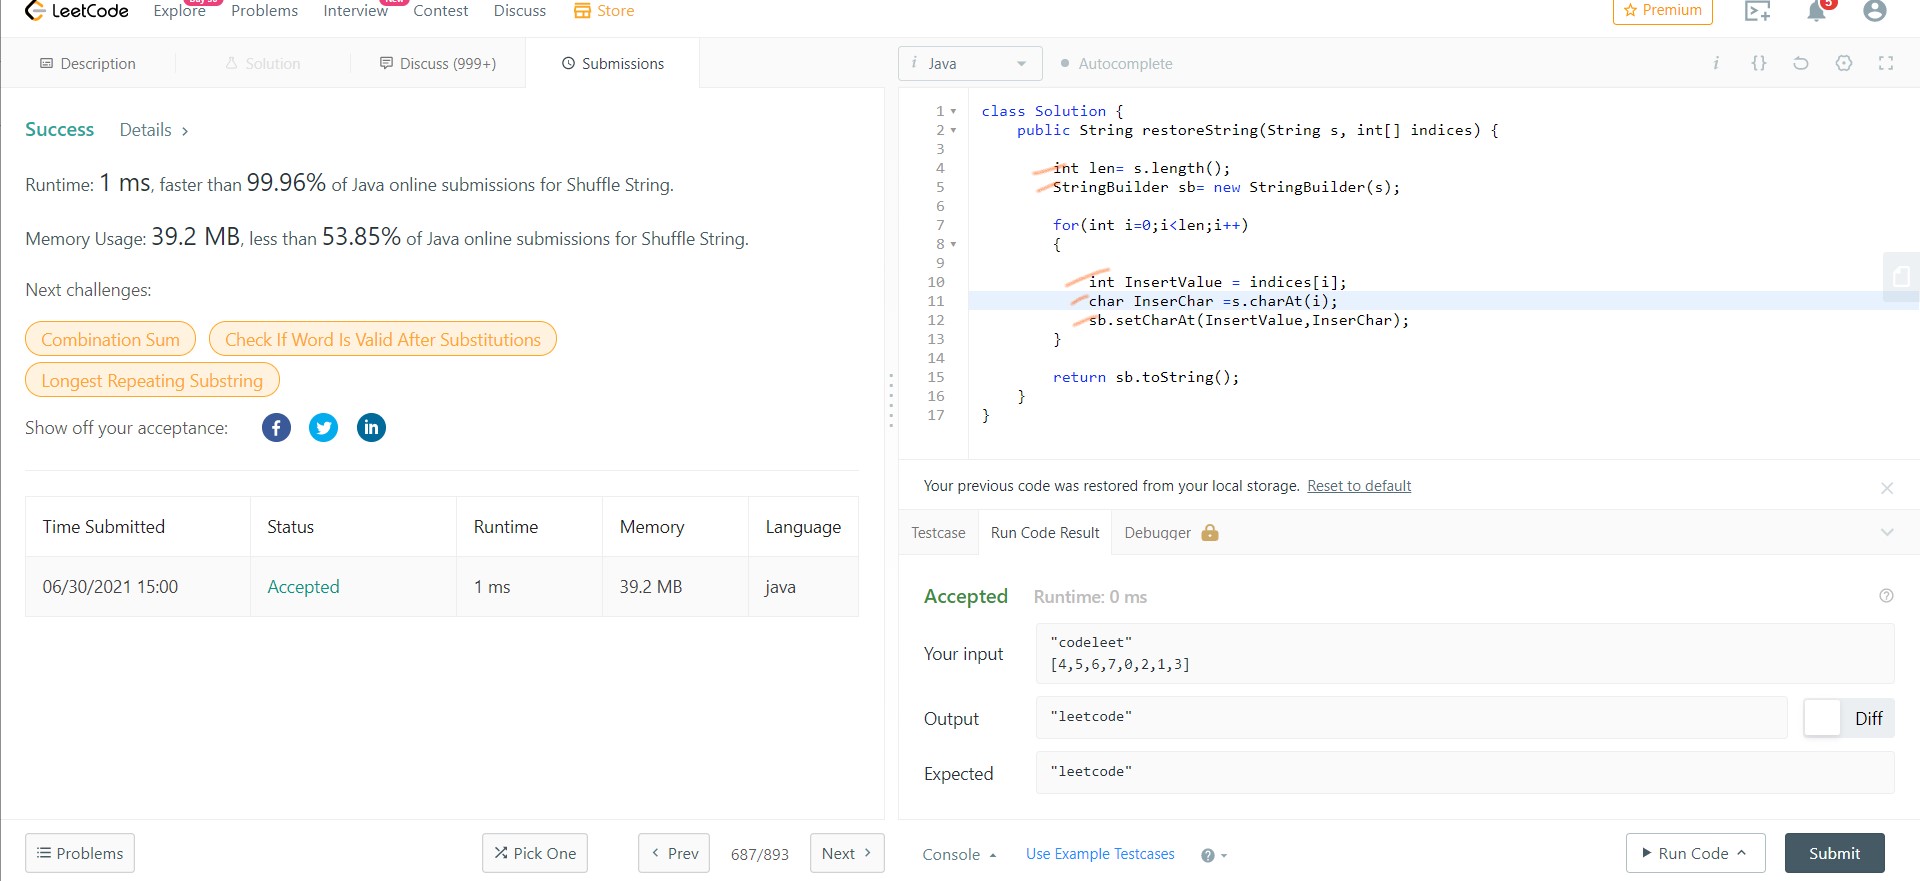 LeetCode Explore Problems Interview New Contest Discuss Store Premium 5
Description Solution Discuss (999+) Submissions
i Java Autocomplete i {}
Success Details >
Runtime: 1 ms, faster than 99.96% of Java online submissions for Shuffle String.
Memory Usage: 39.2 MB, less than 53.85% of Java online submissions for Shuffle String.
Next challenges:
Combination Sum Check If Word Is Valid After Substitutions
Longest Repeating Substring
Show off your acceptance: f in
Time Submitted Status Runtime Memory Language
06/30/2021 15:00 Accepted 1 ms 39.2 MB java
Problems Pick One < Prev 687/893 Next >
1 class Solution {
2 public String restoreString(String s, int[] indices) {
3
4 int len= s.length();
5 StringBuilder sb= new StringBuilder(s);
6
7 for(int i=0;i<len;i++)
8 {
9
10 int InsertValue = indices[i];
11 char InserChar =s.charAt(i);
12 sb.setCharAt(InsertValue,InserChar);
13 }
14
15 return sb.toString();
16 }
17 }
Your previous code was restored from your local storage. Reset to default
Testcase Run Code Result Debugger
Accepted Runtime: 0 ms ?
Your input "codeleet"
[4,5,6,7,0,2,1,3]
Output "leetcode" Diff
Expected "leetcode"
Console Use Example Testcases ? Run Code Submit